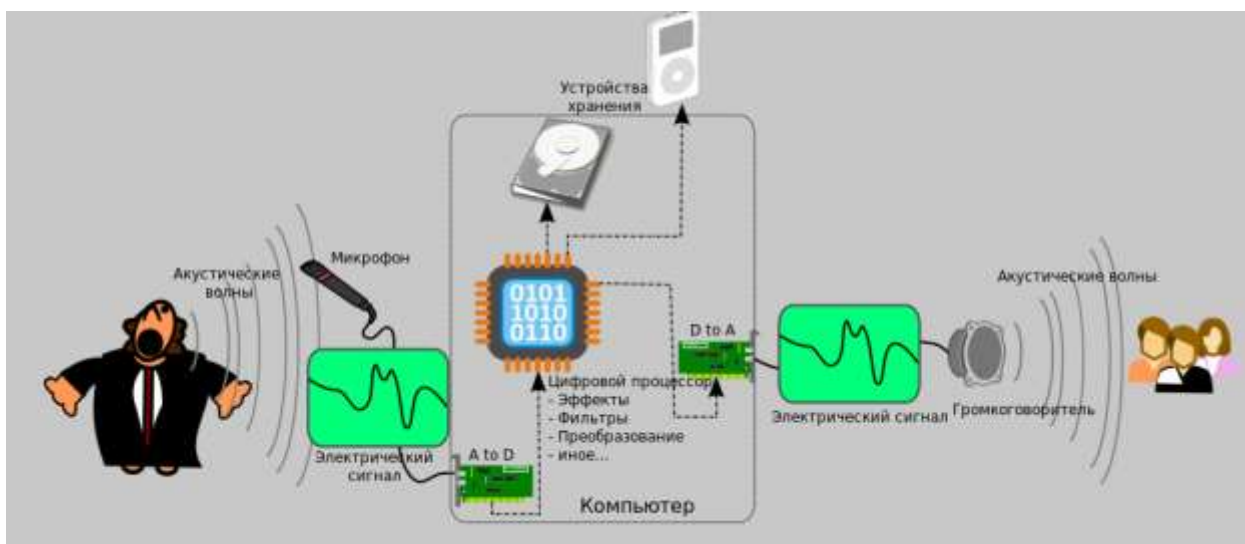 Устройства
хранения
Микрофон
Акустические
волны
Акустические волны
0101
1010
0110
D to A
Цифровой процессор
- Эффекты
- Фильтры
- Преобразование
- иное...
Электрический сигнал
Громкоговоритель
Электрический
сигнал
A to D
Компьютер